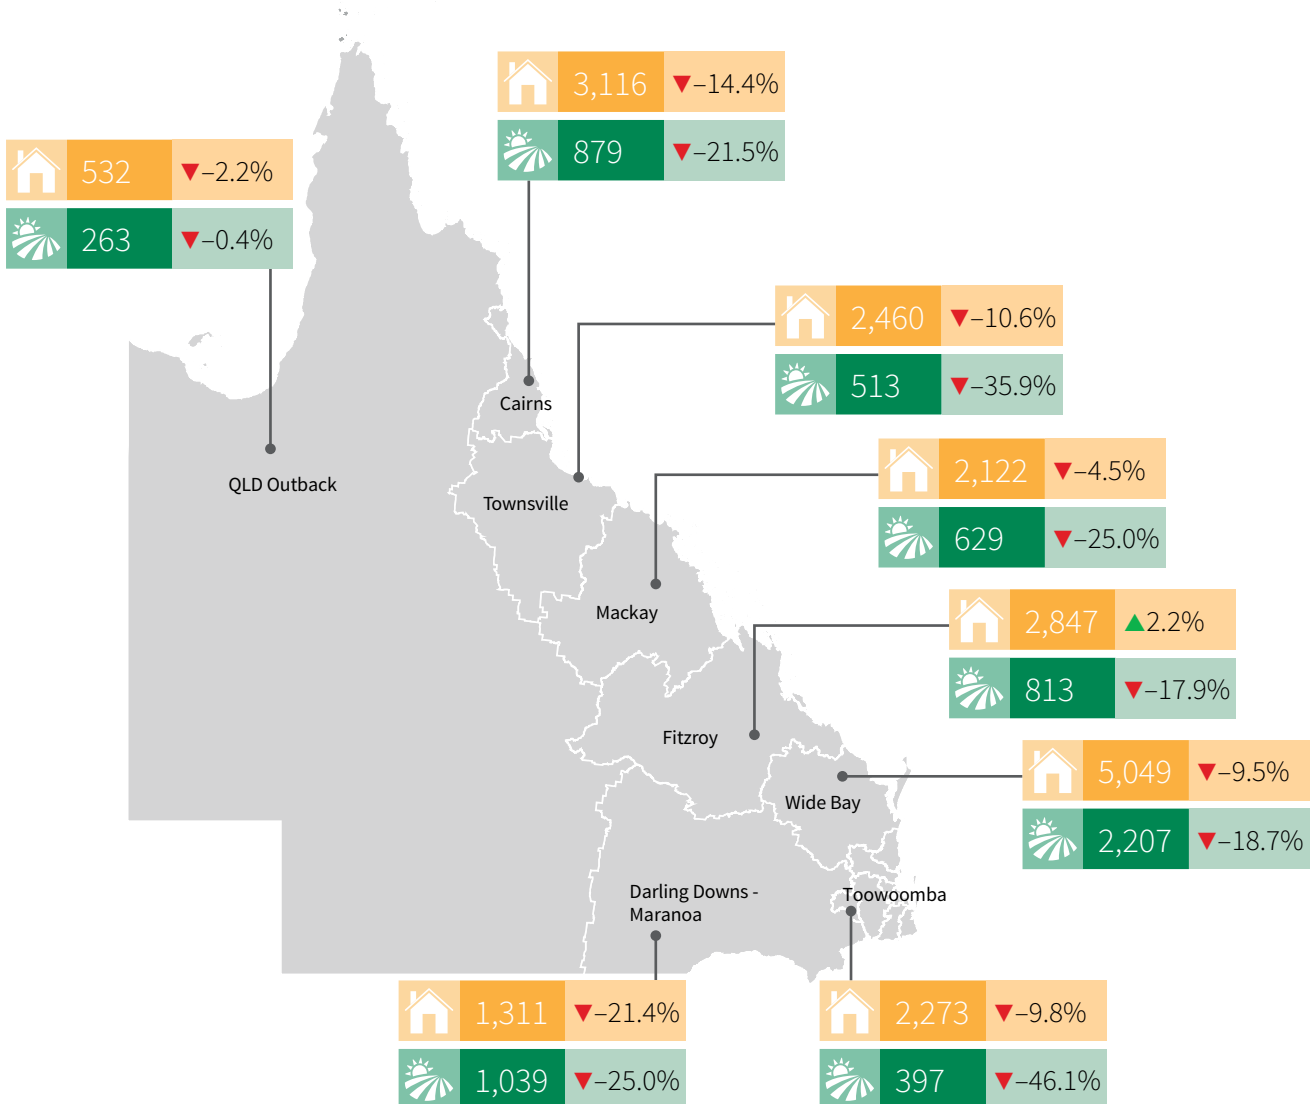 3,116 ▼–14.4%
879 ▼–21.5%
532 ▼–2.2%
263 ▼–0.4%
2,460 ▼–10.6%
513 ▼–35.9%
Cairns
QLD Outback
Townsville
2,122 ▼–4.5%
629 ▼–25.0%
Mackay
2,847 ▲2.2%
813 ▼–17.9%
Fitzroy
5,049 ▼–9.5%
2,207 ▼–18.7%
Wide Bay
Darling Downs -
Maranoa
Toowoomba
1,311 ▼–21.4%
1,039 ▼–25.0%
2,273 ▼–9.8%
397 ▼–46.1%